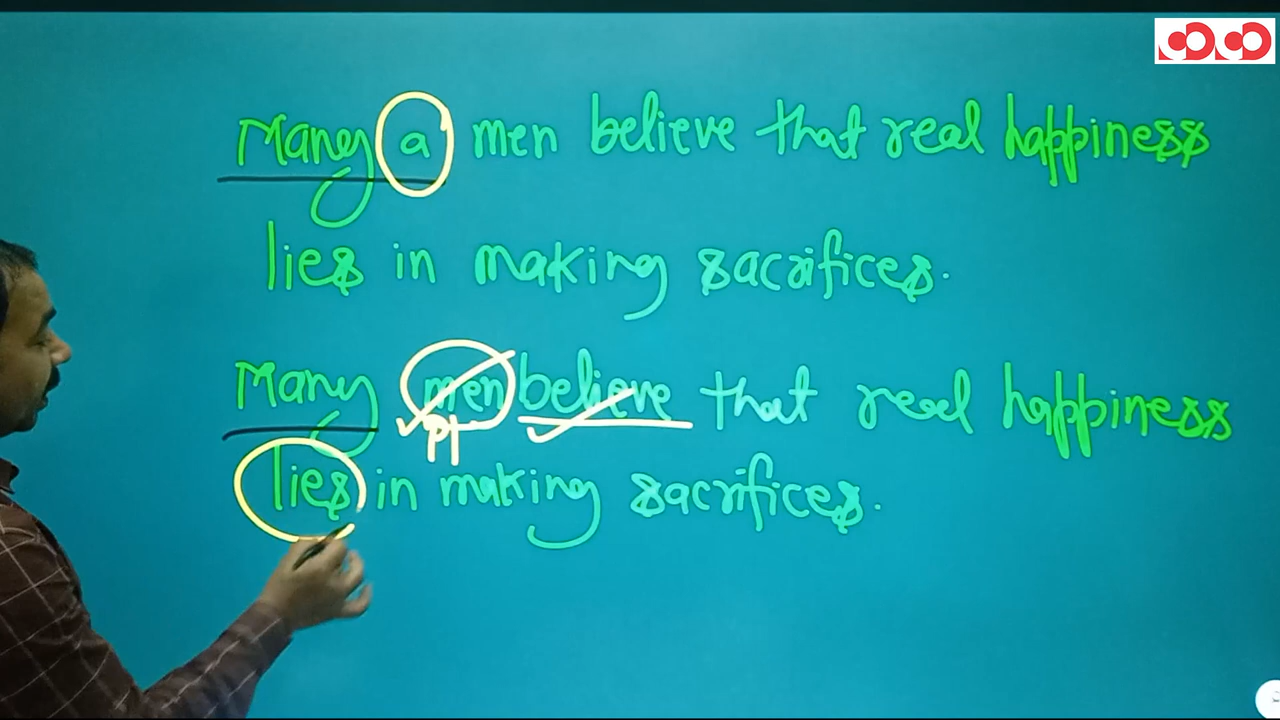 Many a men believe that real happiness
lies in making sacrifices.
Many men believe that real happiness
pl
lies in making sacrifices.